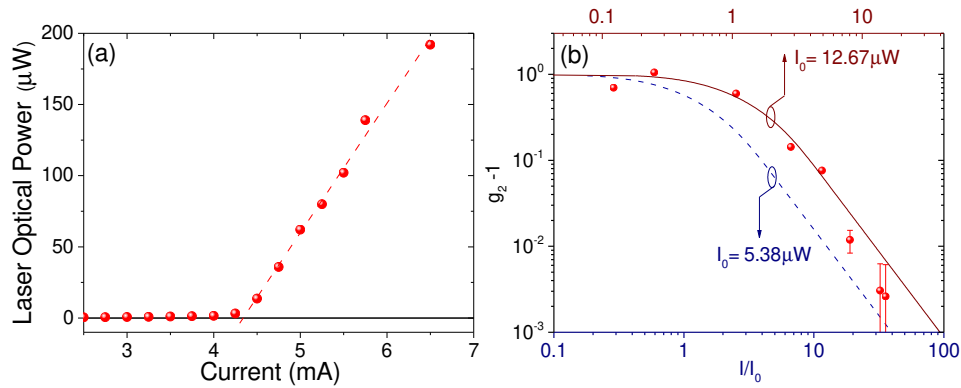 (a)
Laser Optical Power (μW)
200
150
100
50
0
3 4 5 6 7
Current (mA)
0.1 1 10
(b)
I₀= 12.67μW
I₀= 5.38μW
g₂ -1
10⁰
10⁻¹
10⁻²
10⁻³
0.1 1 10 100
I/I₀